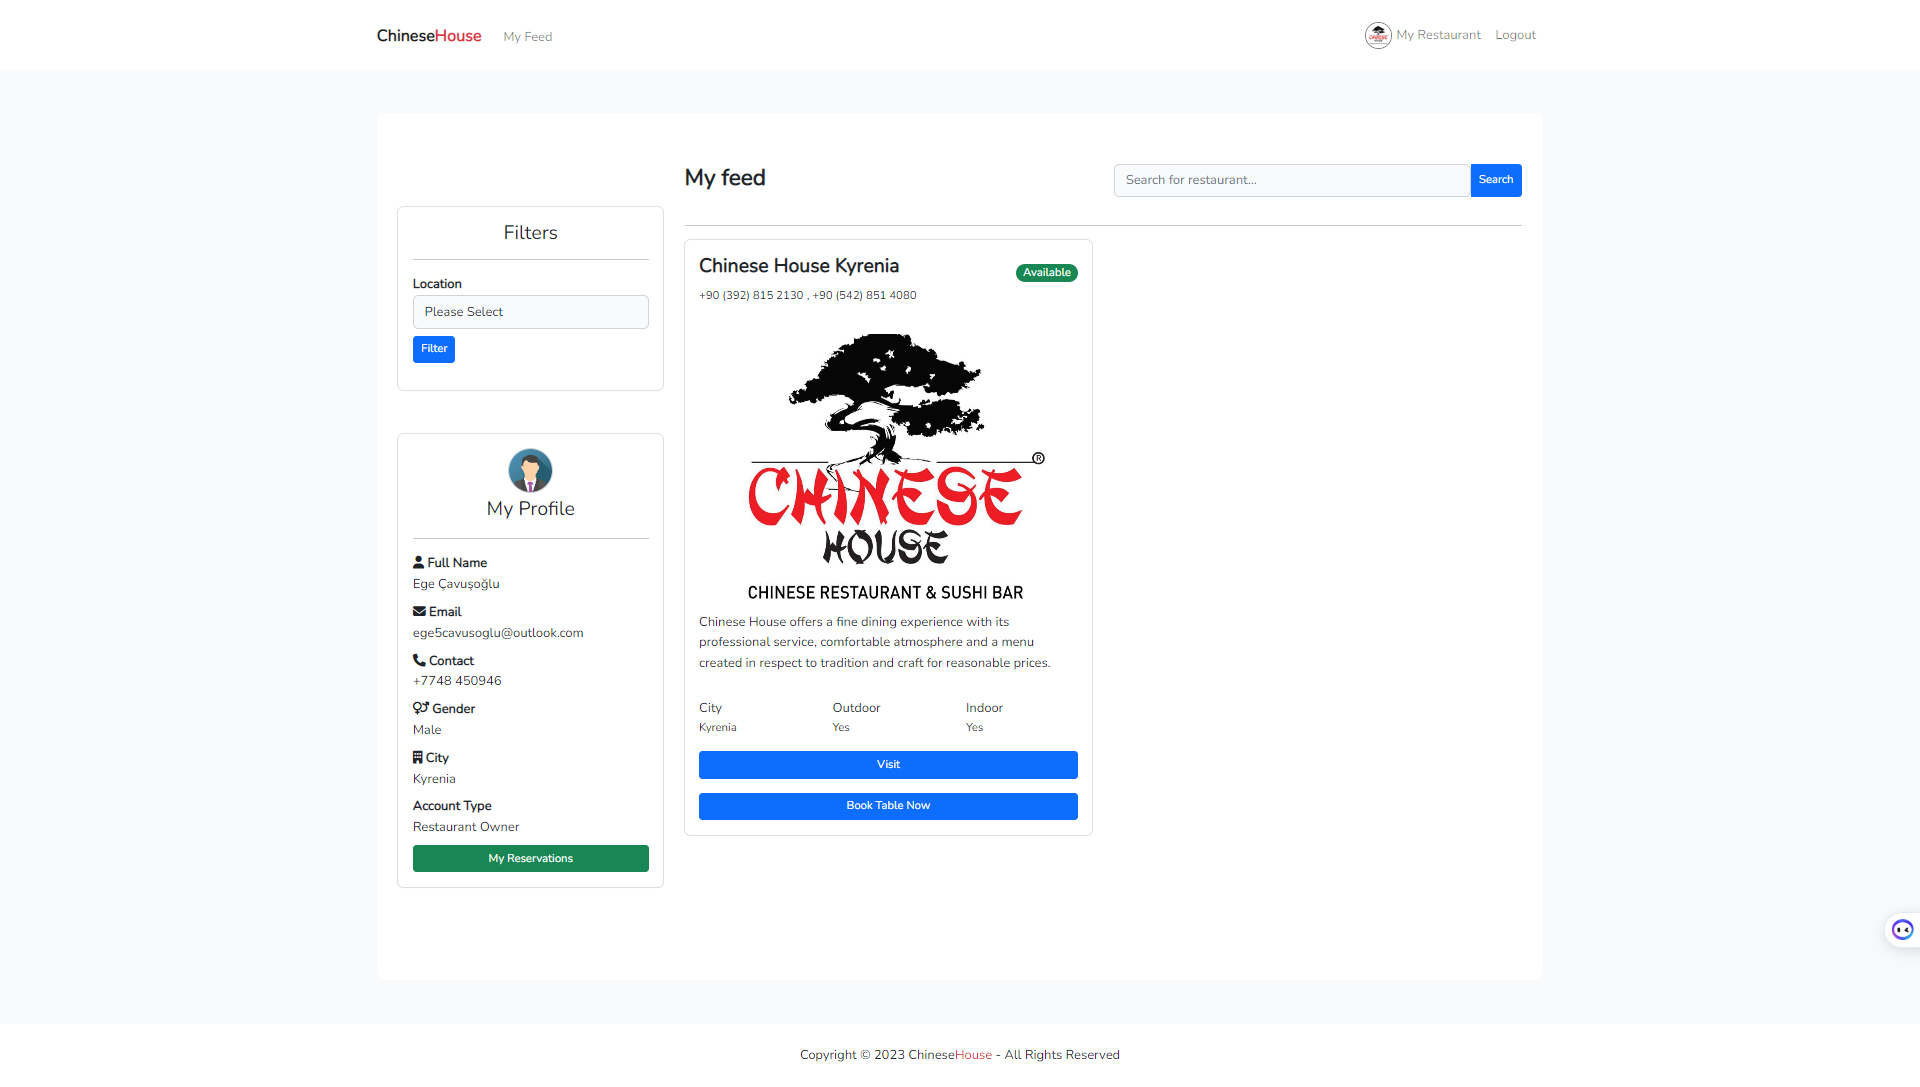 ChineseHouse
My Feed
My Restaurant
Logout
My feed
Search for restaurant...
Search
Filters
Location
Please Select
Filter
My Profile
Full Name
Ege Çavuşoğlu
Email
ege5cavusoglu@outlook.com
Contact
+7748 450946
Gender
Male
City
Kyrenia
Account Type
Restaurant Owner
My Reservations
Chinese House Kyrenia
Available
+90 (392) 815 2130 , +90 (542) 851 4080
®
CHINESE
HOUSE
CHINESE RESTAURANT & SUSHI BAR
Chinese House offers a fine dining experience with its
professional service, comfortable atmosphere and a menu
created in respect to tradition and craft for reasonable prices.
City
Outdoor
Indoor
Kyrenia
Yes
Yes
Visit
Book Table Now
Copyright © 2023 ChineseHouse - All Rights Reserved